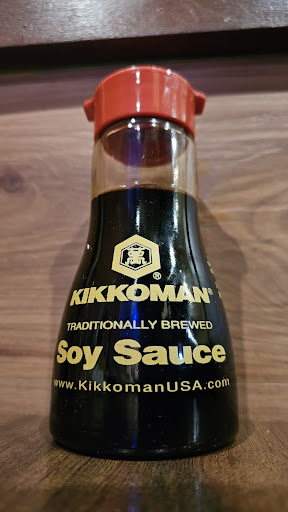 KIKKOMAN®
TRADITIONALLY BREWED
Soy Sauce
www.KikkomanUSA.com